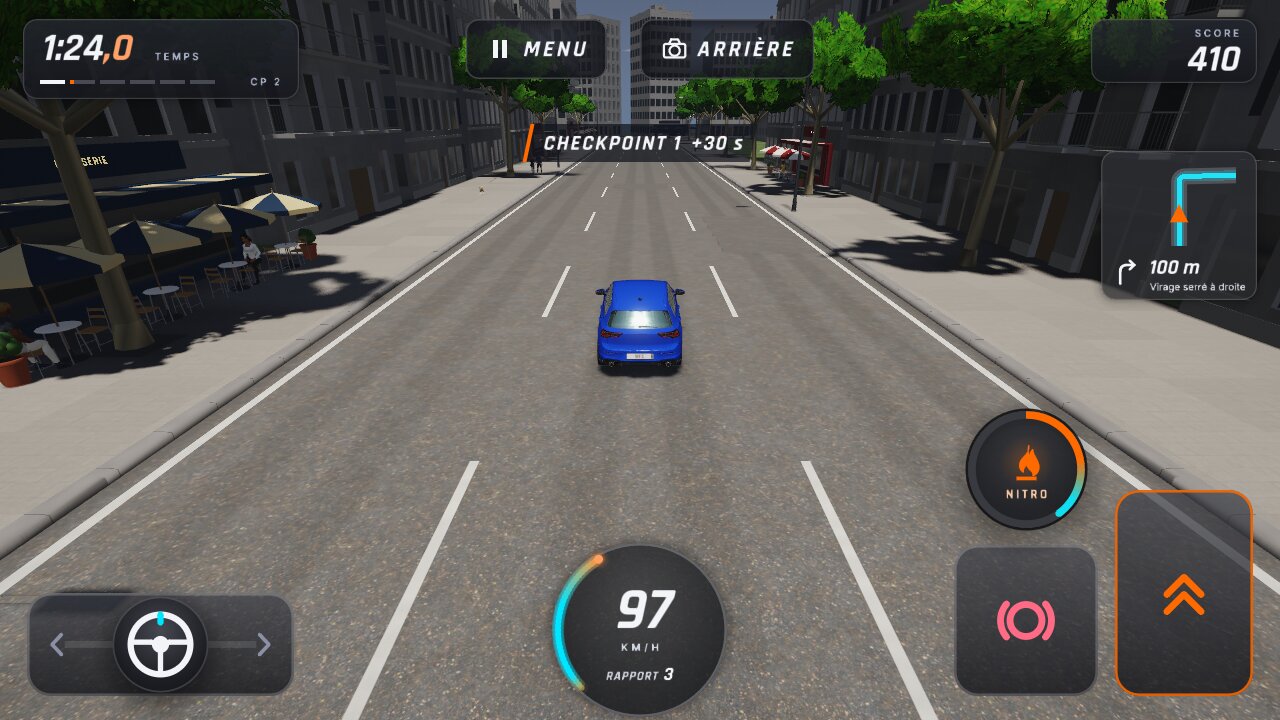 1:24,0 TEMPS
CP 2
MENU
ARRIÈRE
SCORE
410
CHECKPOINT 1 +30 s
100 m
Virage serré à droite
NITRO
97
KM/H
RAPPORT 3